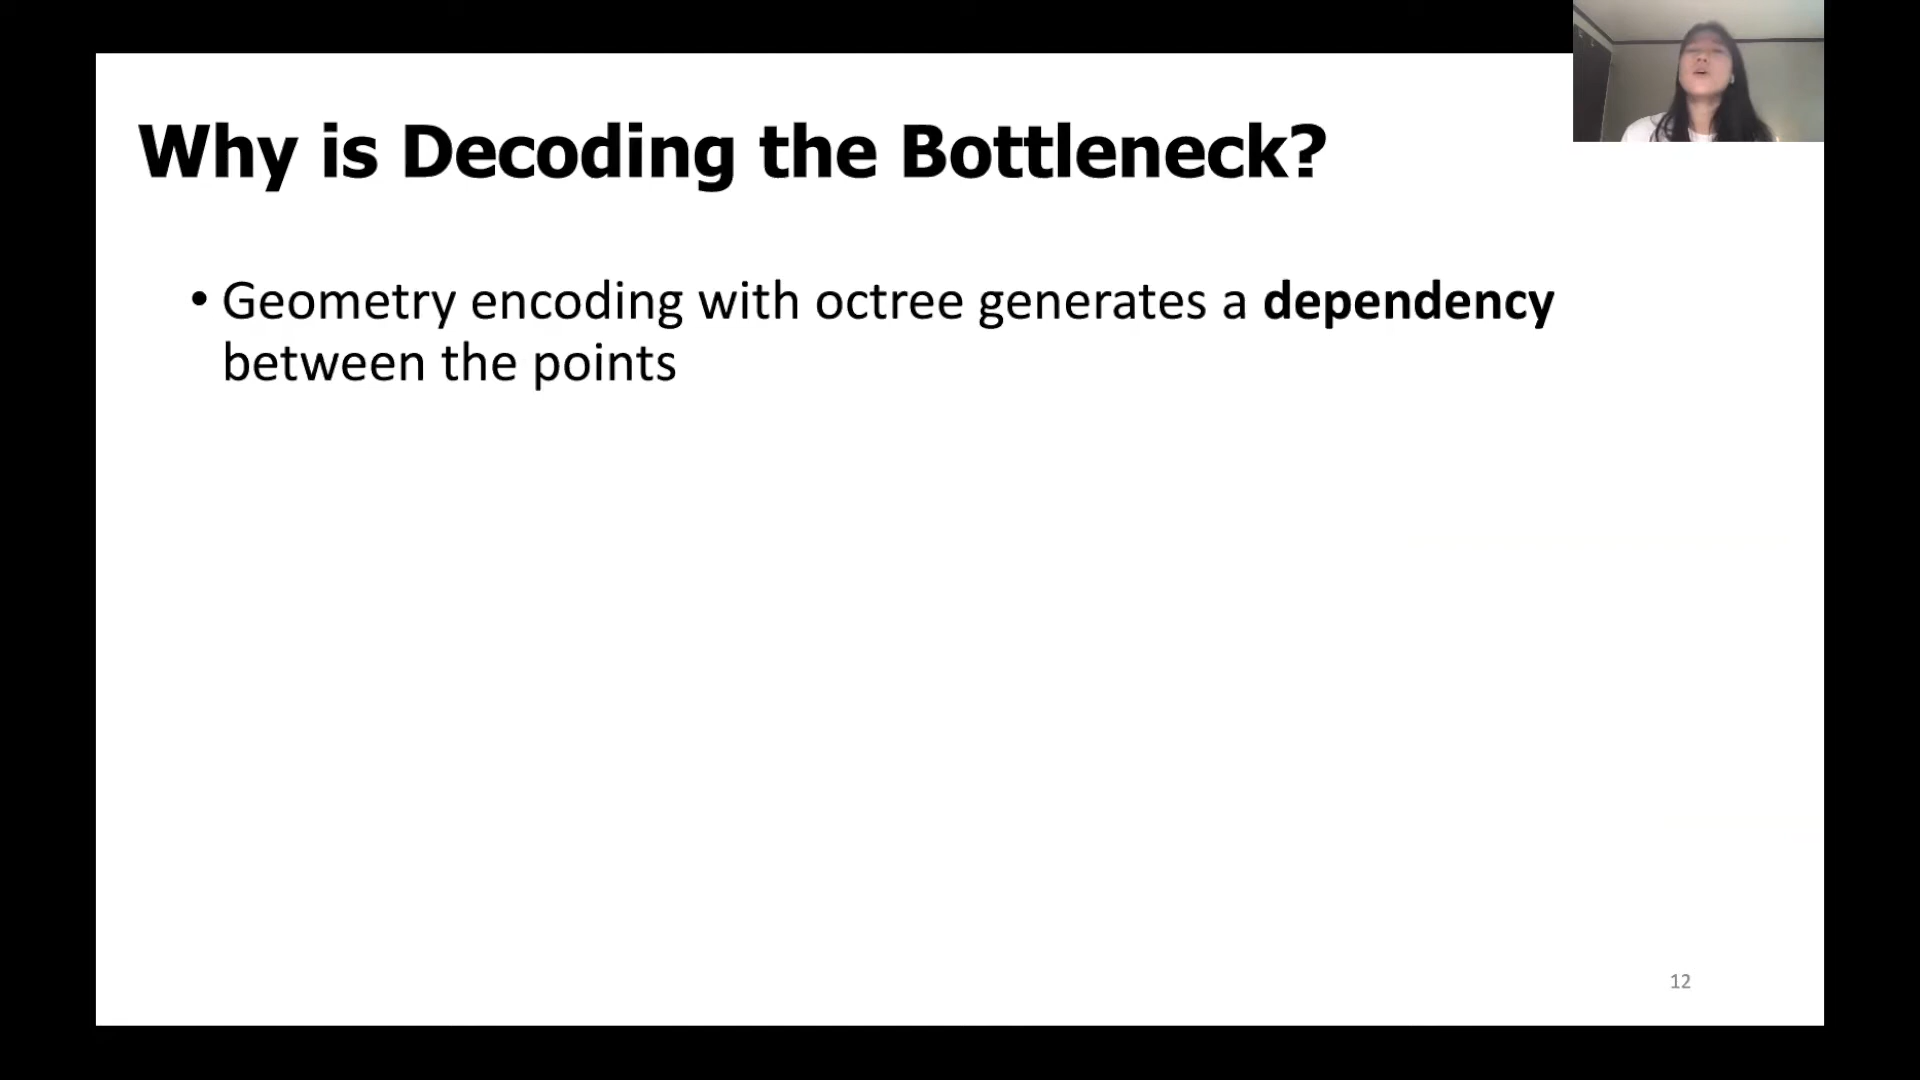 Why is Decoding the Bottleneck?
• Geometry encoding with octree generates a dependency
between the points
12